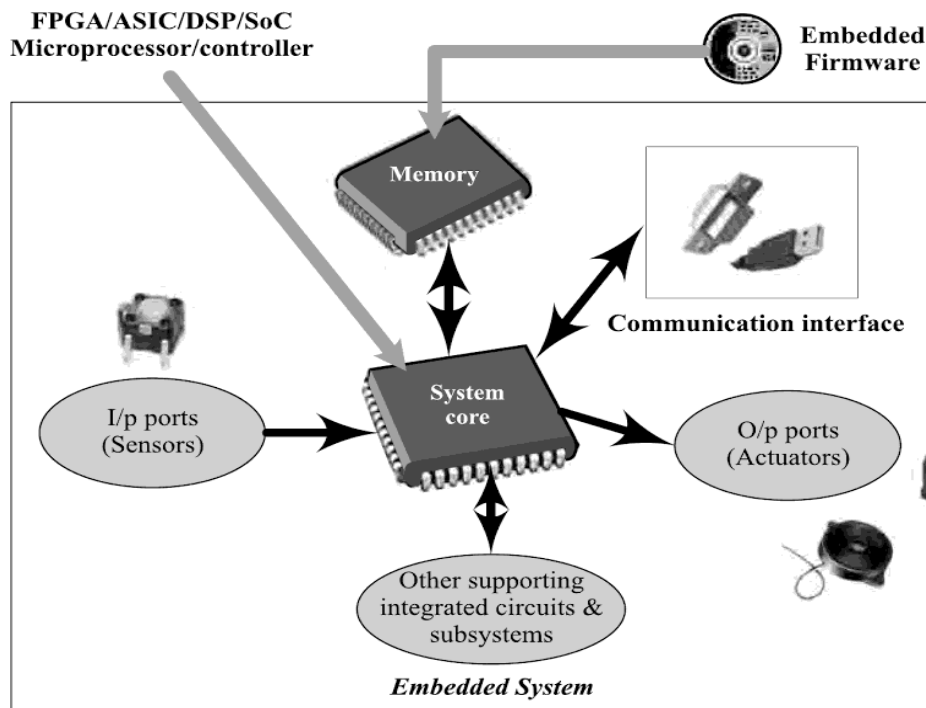 FPGA/ASIC/DSP/SoC
Microprocessor/controller
Embedded
Firmware
Memory
Communication interface
System
core
I/p ports
(Sensors)
O/p ports
(Actuators)
Other supporting
integrated circuits &
subsystems
Embedded System